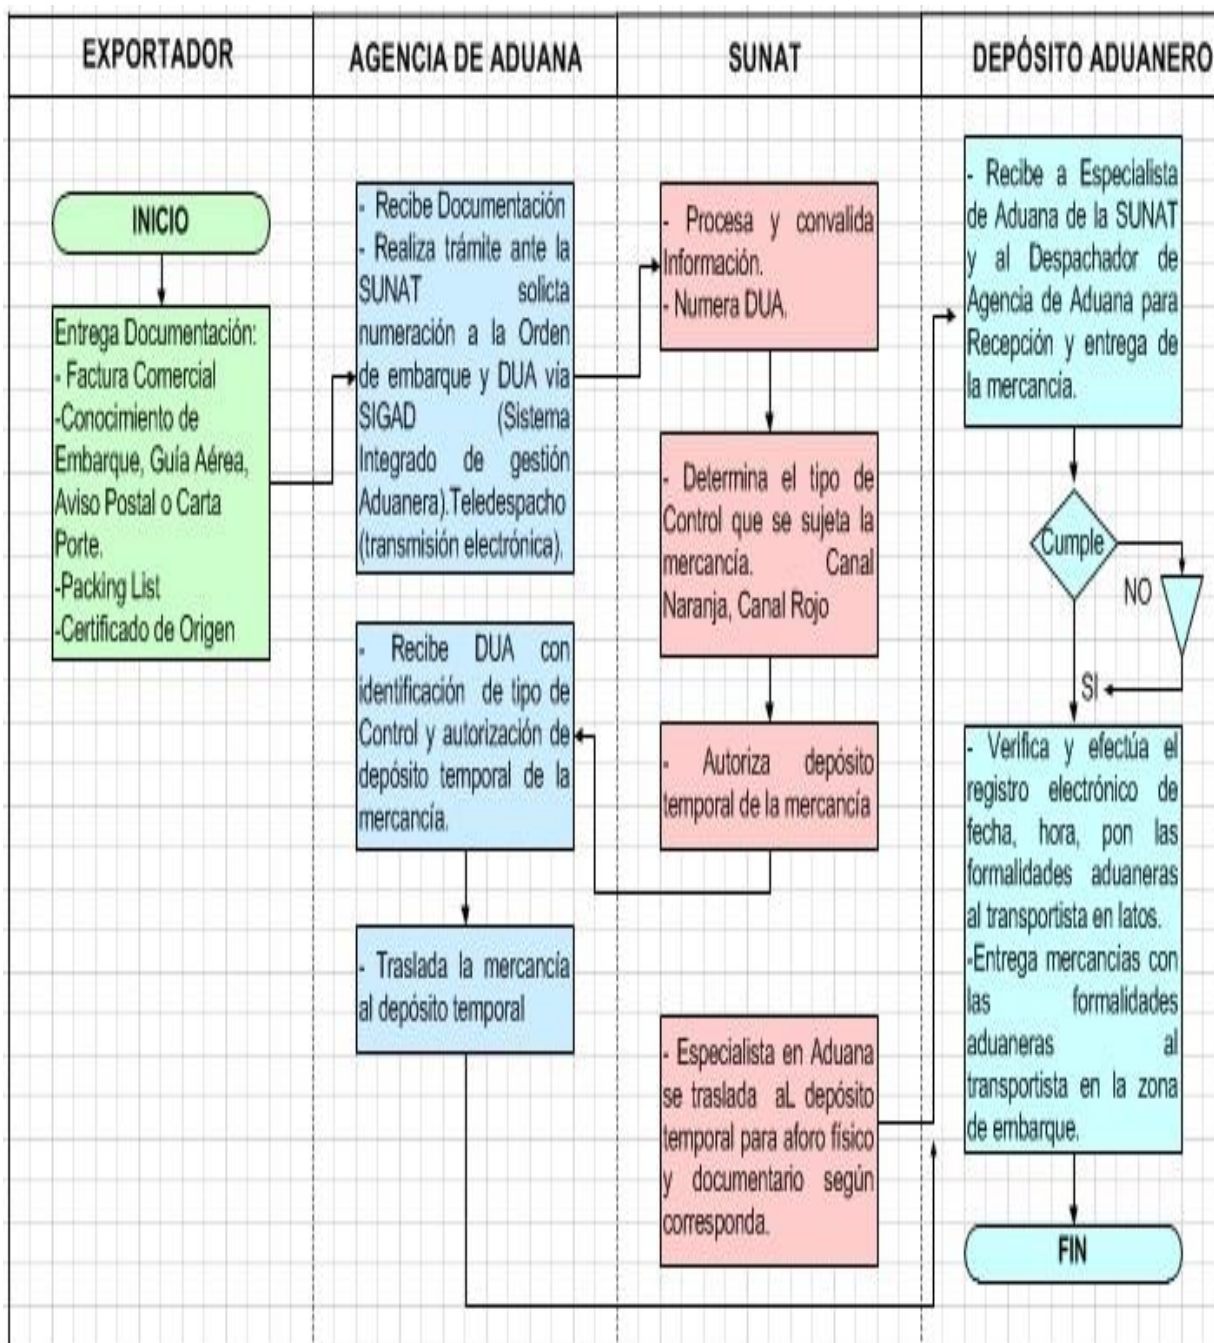 EXPORTADOR
AGENCIA DE ADUANA
SUNAT
DEPÓSITO ADUANERO
INICIO
Entrega Documentación:
- Factura Comercial
-Conocimiento de
Embarque, Guía Aérea,
Aviso Postal o Carta
Porte.
-Packing List
-Certificado de Origen
- Recibe Documentación
- Realiza trámite ante la
SUNAT solicta
numeración a la Orden
de embarque y DUA via
SIGAD (Sistema
Integrado de gestión
Aduanera).Teledespacho
(transmisión electrónica).
- Recibe DUA con
identificación de tipo de
Control y autorización de
depósito temporal de la
mercancía.
- Traslada la mercancía
al depósito temporal
- Procesa y convalida
Información.
- Numera DUA.
- Determina el tipo de
Control que se sujeta la
mercancía. Canal
Naranja, Canal Rojo
- Autoriza depósito
temporal de la mercancía
- Especialista en Aduana
se traslada aL depósito
temporal para aforo físico
y documentario según
corresponda.
- Recibe a Especialista
de Aduana de la SUNAT
y al Despachador de
Agencia de Aduana para
Recepción y entrega de
la mercancia.
Cumple
NO
SI
- Verifica y efectúa el
registro electrónico de
fecha, hora, pon las
formalidades aduaneras
al transportista en latos.
-Entrega mercancias con
las formalidades
aduaneras al
transportista en la zona
de embarque.
FIN